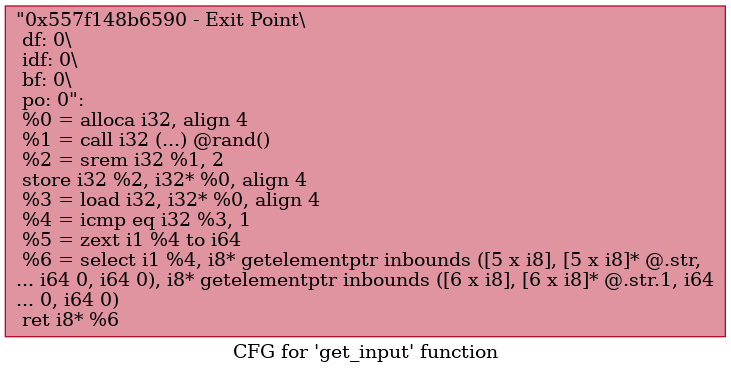 "0x557f148b6590 - Exit Point\
df: 0\
idf: 0\
bf: 0\
po: 0":
%0 = alloca i32, align 4
%1 = call i32 (...) @rand()
%2 = srem i32 %1, 2
store i32 %2, i32* %0, align 4
%3 = load i32, i32* %0, align 4
%4 = icmp eq i32 %3, 1
%5 = zext i1 %4 to i64
%6 = select i1 %4, i8* getelementptr inbounds ([5 x i8], [5 x i8]* @.str,
... i64 0, i64 0), i8* getelementptr inbounds ([6 x i8], [6 x i8]* @.str.1, i64
... 0, i64 0)
ret i8* %6
CFG for 'get_input' function